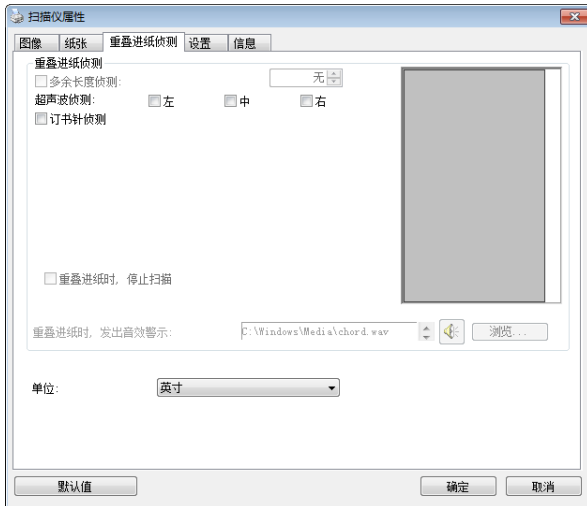 扫描仪属性
图像 纸张 重叠进纸侦测 设置 信息
重叠进纸侦测
多余长度侦测: 无
超声波侦测: 左 中 右
订书针侦测
重叠进纸时，停止扫描
重叠进纸时，发出音效警示: C:\Windows\Media\chord.wav 浏览...
单位: 英寸
默认值 确定 取消